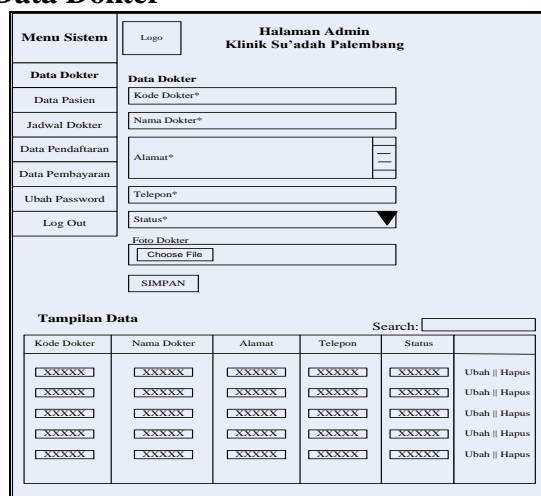 Data Dokter
Menu Sistem
Logo
Halaman Admin
Klinik Su'adah Palembang
Data Dokter
Data Pasien
Jadwal Dokter
Data Pendaftaran
Data Pembayaran
Ubah Password
Log Out
Data Dokter
Kode Dokter*
Nama Dokter*
Alamat*
Telepon*
Status*
Foto Dokter
Choose File
SIMPAN
Tampilan Data
Search:
Kode Dokter Nama Dokter Alamat Telepon Status
XXXXX XXXXX XXXXX XXXXX XXXXX Ubah || Hapus
XXXXX XXXXX XXXXX XXXXX XXXXX Ubah || Hapus
XXXXX XXXXX XXXXX XXXXX XXXXX Ubah || Hapus
XXXXX XXXXX XXXXX XXXXX XXXXX Ubah || Hapus
XXXXX XXXXX XXXXX XXXXX XXXXX Ubah || Hapus